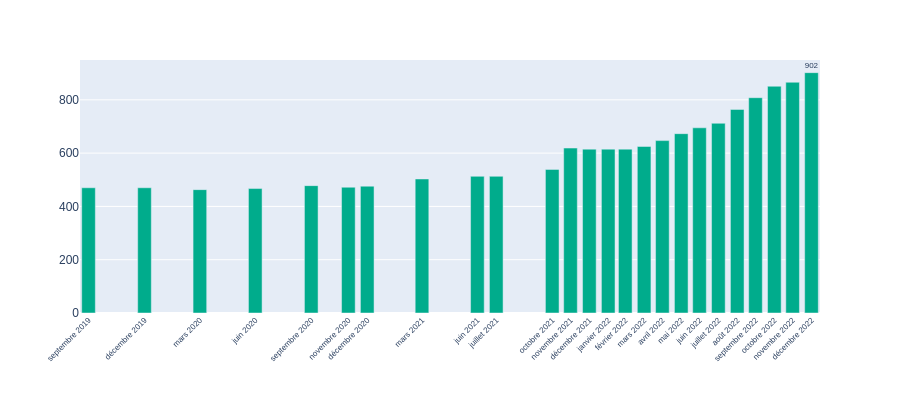 902
800
600
400
200
0
septembre 2019
décembre 2019
mars 2020
juin 2020
septembre 2020
novembre 2020
décembre 2020
mars 2021
juin 2021
juillet 2021
octobre 2021
novembre 2021
décembre 2021
janvier 2022
février 2022
mars 2022
avril 2022
mai 2022
juin 2022
juillet 2022
août 2022
septembre 2022
octobre 2022
novembre 2022
décembre 2022